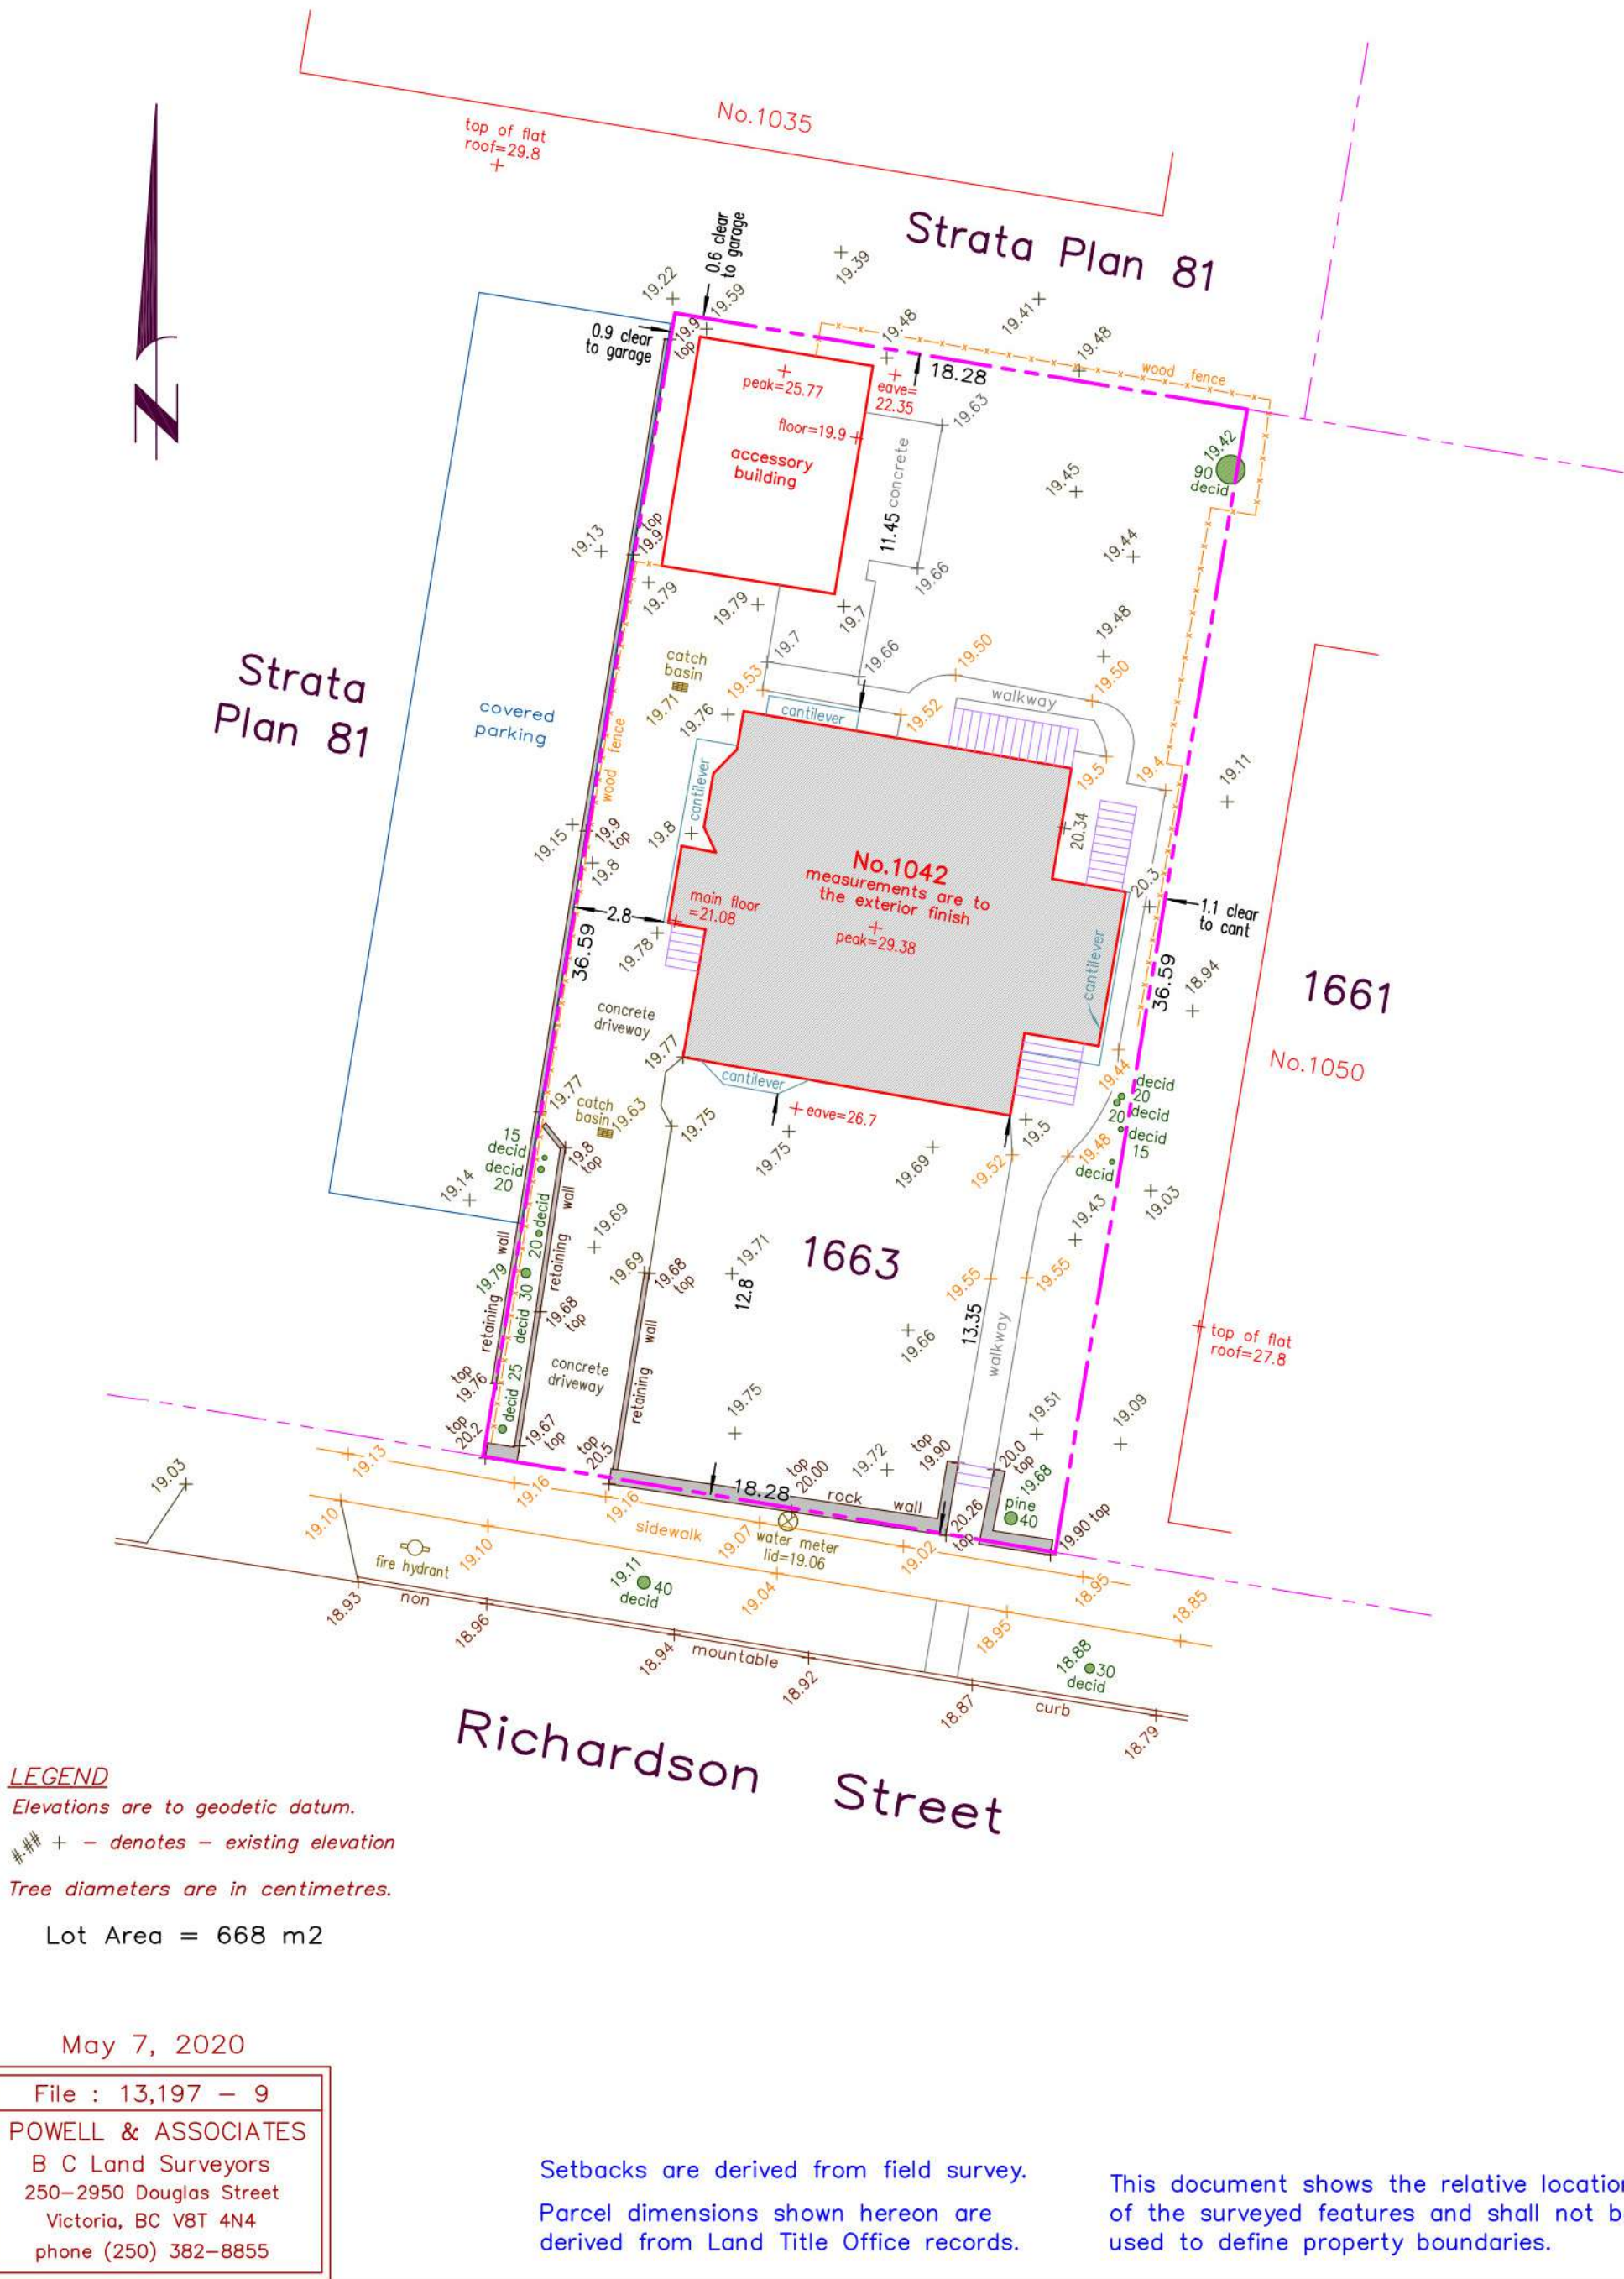 No.1035
top of flat
roof=29.8
Strata Plan 81
0.6 clear
to garage
19.22
19.59
19.39
19.41
19.48
19.48
0.9 clear
to garage
19.9
top
18.28
wood fence
peak=25.77
eave=
22.35
floor=19.9
19.63
accessory
building
concrete
11.45
19.42
90
decid
19.45
19.44
19.13
top
19.9
19.66
19.79
19.79
19.7
19.48
19.7
19.66
19.50
19.50
catch
basin
19.53
19.71
19.76
cantilever
19.52
walkway
Strata
Plan 81
covered
parking
wood fence
cantilever
19.5
19.4
19.11
19.15
19.9
top
19.8
19.8
20.34
No.1042
measurements are to
the exterior finish
peak=29.38
20.3
1.1 clear
to cant
main floor
=21.08
2.8
36.59
19.78
cantilever
36.59
18.94
1661
No.1050
concrete
driveway
19.77
cantilever
eave=26.7
19.44
decid
20
20 decid
decid
15
decid
19.77
catch
basin
19.63
19.75
19.75
19.69
19.5
19.52
19.48
15
decid
decid
20
19.8
top
19.14
19.03
19.43
20 decid
retaining wall
retaining wall
19.69
19.69
19.68
top
19.71
12.8
1663
19.55
19.55
19.79
decid 30
19.68
top
13.35
walkway
19.66
top of flat
roof=27.8
retaining wall
concrete
driveway
top
19.76
decid 25
19.75
19.51
19.09
top
20.2
19.67
top
top
20.5
top
20.00
19.72
top
19.90
20.0
top
19.68
pine
40
18.28
rock wall
20.26
top
19.90 top
19.03
19.13
19.16
19.16
19.10
sidewalk
19.07
water meter
lid=19.06
19.02
18.95
19.10
fire hydrant
19.11
40
decid
19.04
18.95
18.85
18.93
non
18.96
18.94
mountable
18.92
18.88
30
decid
18.87
curb
18.79
Richardson Street
LEGEND
Elevations are to geodetic datum.
#.## + – denotes – existing elevation
Tree diameters are in centimetres.
Lot Area = 668 m2
May 7, 2020
File : 13,197 – 9
POWELL & ASSOCIATES
B C Land Surveyors
250–2950 Douglas Street
Victoria, BC V8T 4N4
phone (250) 382–8855
Setbacks are derived from field survey.
Parcel dimensions shown hereon are
derived from Land Title Office records.
This document shows the relative location
of the surveyed features and shall not b
used to define property boundaries.